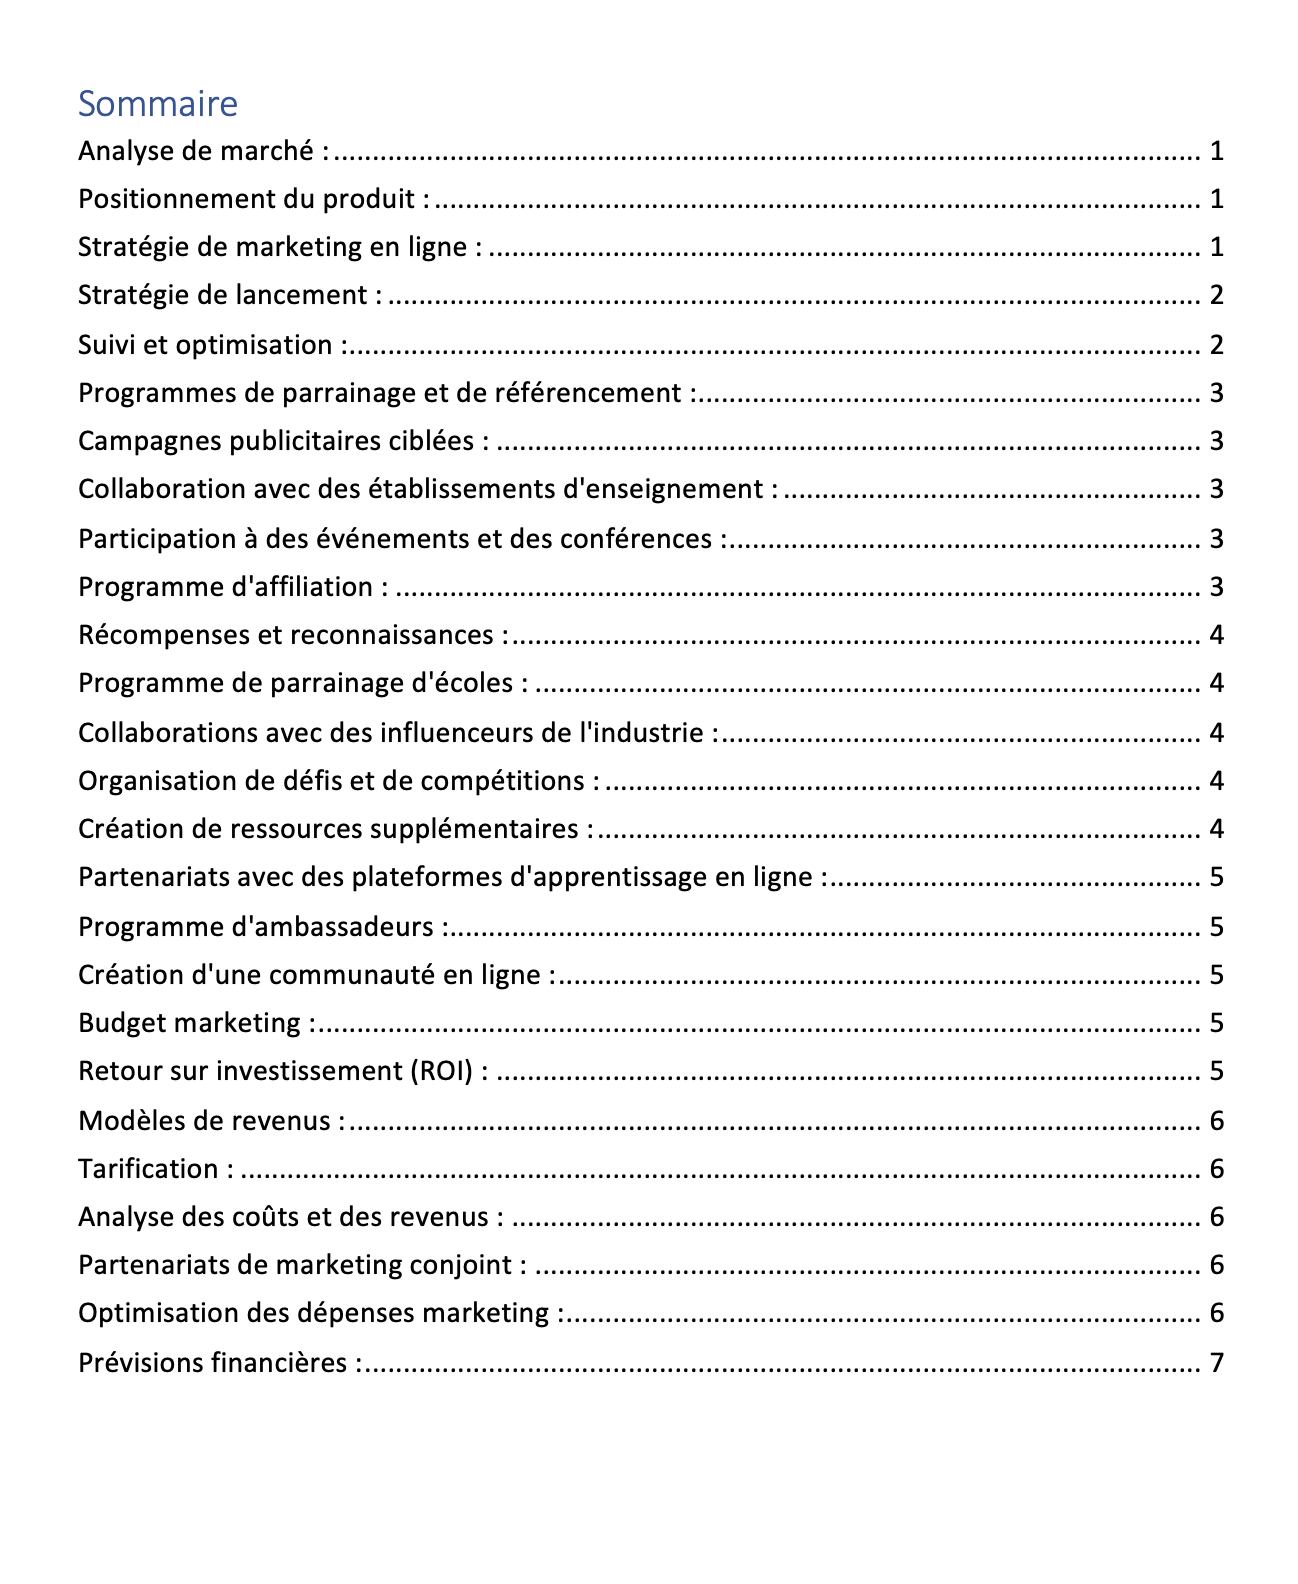 Sommaire
Analyse de marché : ........................................................................................................ 1
Positionnement du produit : ........................................................................................................ 1
Stratégie de marketing en ligne : ........................................................................................................ 1
Stratégie de lancement : ........................................................................................................ 2
Suivi et optimisation :........................................................................................................ 2
Programmes de parrainage et de référencement :........................................................................ 3
Campagnes publicitaires ciblées : ........................................................................................ 3
Collaboration avec des établissements d'enseignement : ...................................................... 3
Participation à des événements et des conférences :............................................................. 3
Programme d'affiliation : ........................................................................................................ 3
Récompenses et reconnaissances :......................................................................................... 4
Programme de parrainage d'écoles : ...................................................................................... 4
Collaborations avec des influenceurs de l'industrie :.............................................................. 4
Organisation de défis et de compétitions : ............................................................................. 4
Création de ressources supplémentaires :.............................................................................. 4
Partenariats avec des plateformes d'apprentissage en ligne :................................................ 5
Programme d'ambassadeurs :................................................................................................. 5
Création d'une communauté en ligne :................................................................................... 5
Budget marketing :.................................................................................................................. 5
Retour sur investissement (ROI) : ........................................................................................... 5
Modèles de revenus :.............................................................................................................. 6
Tarification : ............................................................................................................................ 6
Analyse des coûts et des revenus : ......................................................................................... 6
Partenariats de marketing conjoint : ...................................................................................... 6
Optimisation des dépenses marketing :.................................................................................. 6
Prévisions financières :............................................................................................................ 7